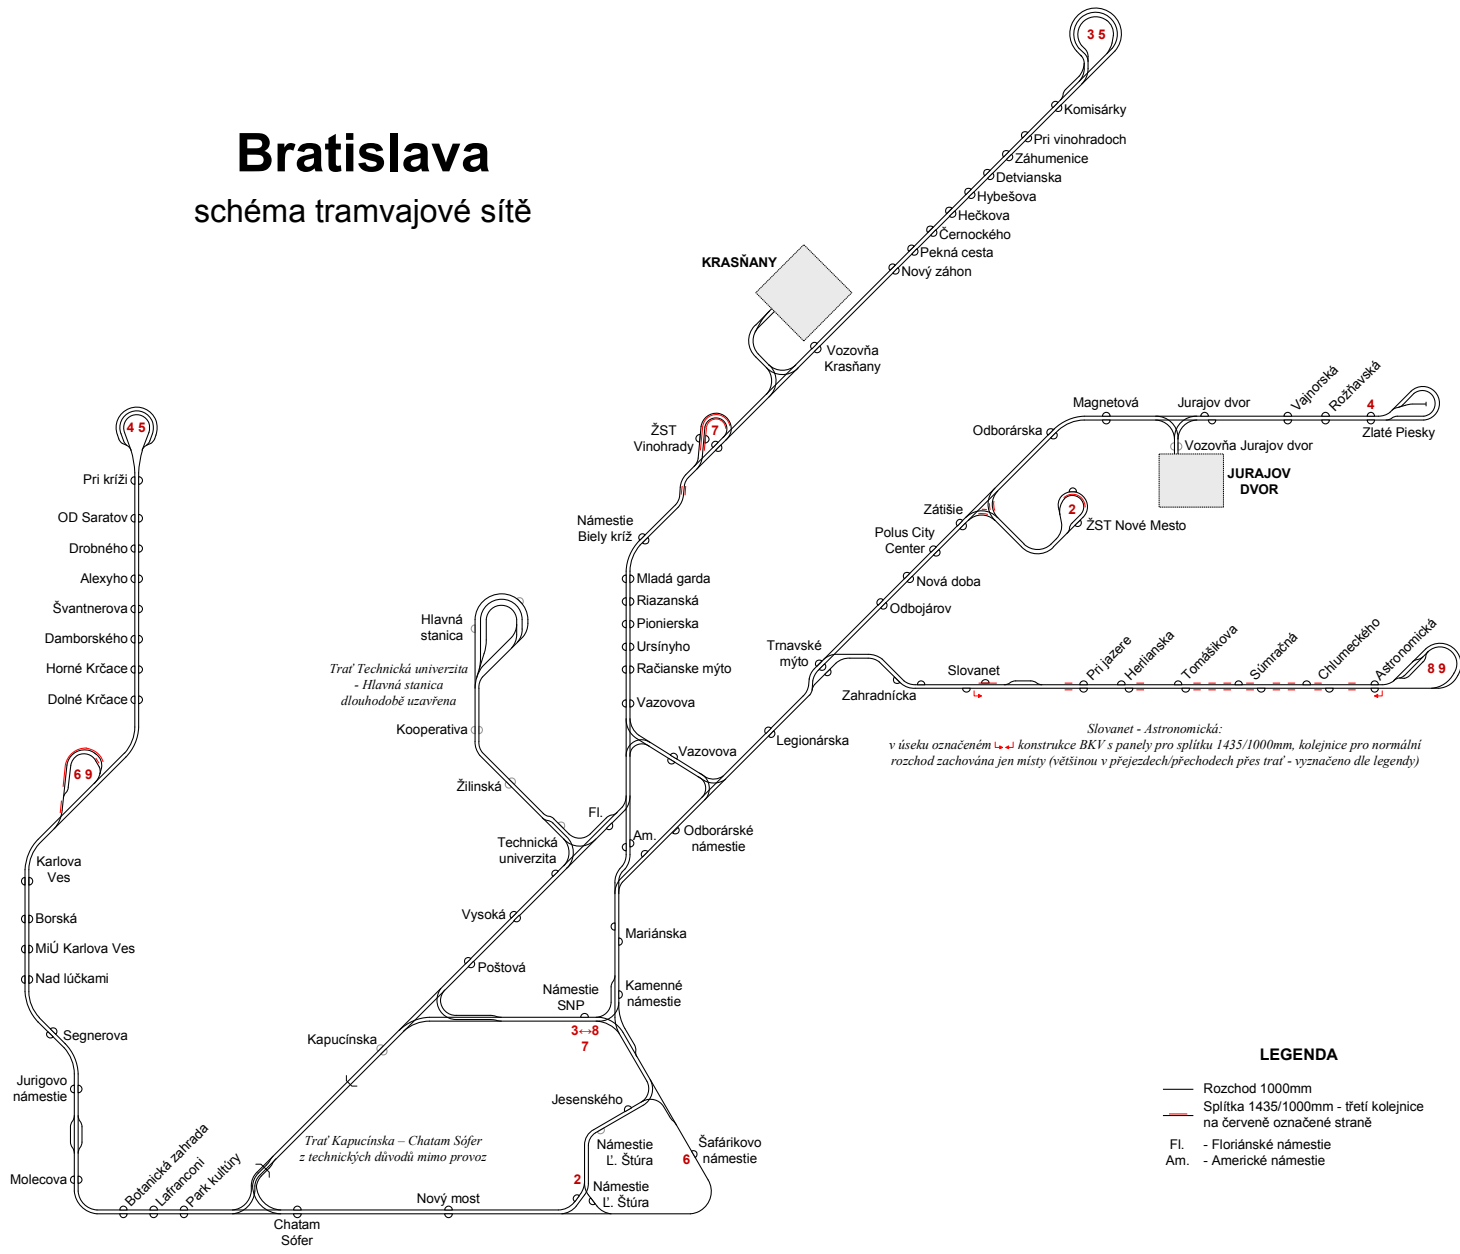 Bratislava
schéma tramvajové sítě
3 5
Komisárky
Pri vinohradoch
Záhumenice
Detvianska
Hybešova
Hečkova
Černockého
Pekná cesta
Nový záhon
KRASŇANY
Vozovňa
Krasňany
ŽST
Vinohrady
7
Námestie
Biely kríž
Mladá garda
Riazanská
Pionierska
Ursínyho
Račianske mýto
Vazovova
Vazovova
4 5
Pri kríži
OD Saratov
Drobného
Alexyho
Švantnerova
Damborského
Horné Krčace
Dolné Krčace
6 9
Karlova
Ves
Borská
MiÚ Karlova Ves
Nad lúčkami
Segnerova
Jurigovo
námestie
Molecova
Botanická zahrada
Lafranconi
Park kultúry
Chatam
Sófer
Nový most
Hlavná
stanica
Trať Technická univerzita
- Hlavná stanica
dlouhodobě uzavřena
Kooperativa
Žilinská
Technická
univerzita
Fl.
Am.
Vysoká
Poštová
Kapucínska
Trať Kapucínska – Chatam Sófer
z technických důvodů mimo provoz
Námestie
SNP
3↔8
7
Mariánska
Kamenné
námestie
Jesenského
Námestie
Ľ. Štúra
2
Námestie
Ľ. Štúra
6
Šafárikovo
námestie
Odborárské
námestie
Legionárska
Trnavské
mýto
Odbojárov
Nová doba
Polus City
Center
Zátišie
2
ŽST Nové Mesto
Odborárska
Magnetová
Jurajov dvor
Vozovňa Jurajov dvor
JURAJOV
DVOR
Vajnorská
Rožňavská
4
Zlaté Piesky
Zahradnícka
Slovanet
Pri jazere
Herlianska
Tomášikova
Súmračná
Chlumeckého
Astronomická
8 9
Slovanet - Astronomická:
v úseku označeném konstrukce BKV s panely pro splítku 1435/1000mm, kolejnice pro normální
rozchod zachována jen místy (většinou v přejezdech/přechodech přes trať - vyznačeno dle legendy)
LEGENDA
Rozchod 1000mm
Splítka 1435/1000mm - třetí kolejnice
na červeně označené straně
Fl. - Floriánské námestie
Am. - Americké námestie